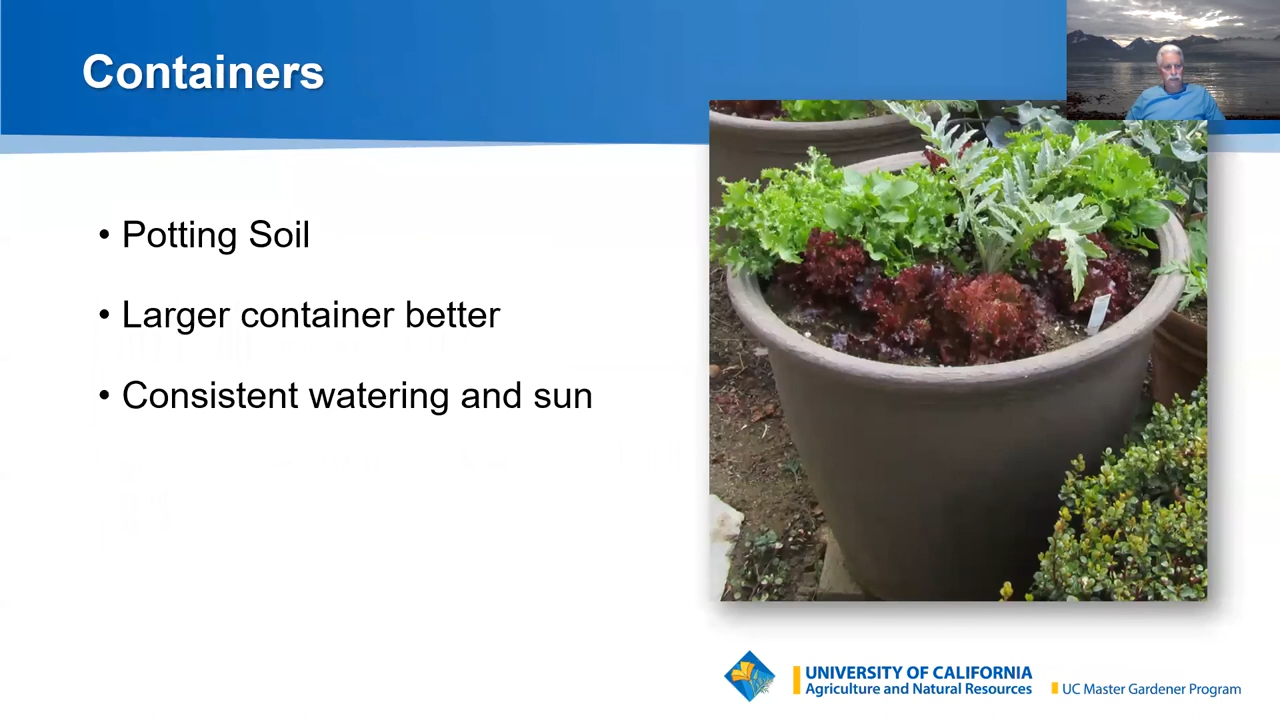 Containers
• Potting Soil
• Larger container better
• Consistent watering and sun
UNIVERSITY OF CALIFORNIA
Agriculture and Natural Resources
UC Master Gardener Program